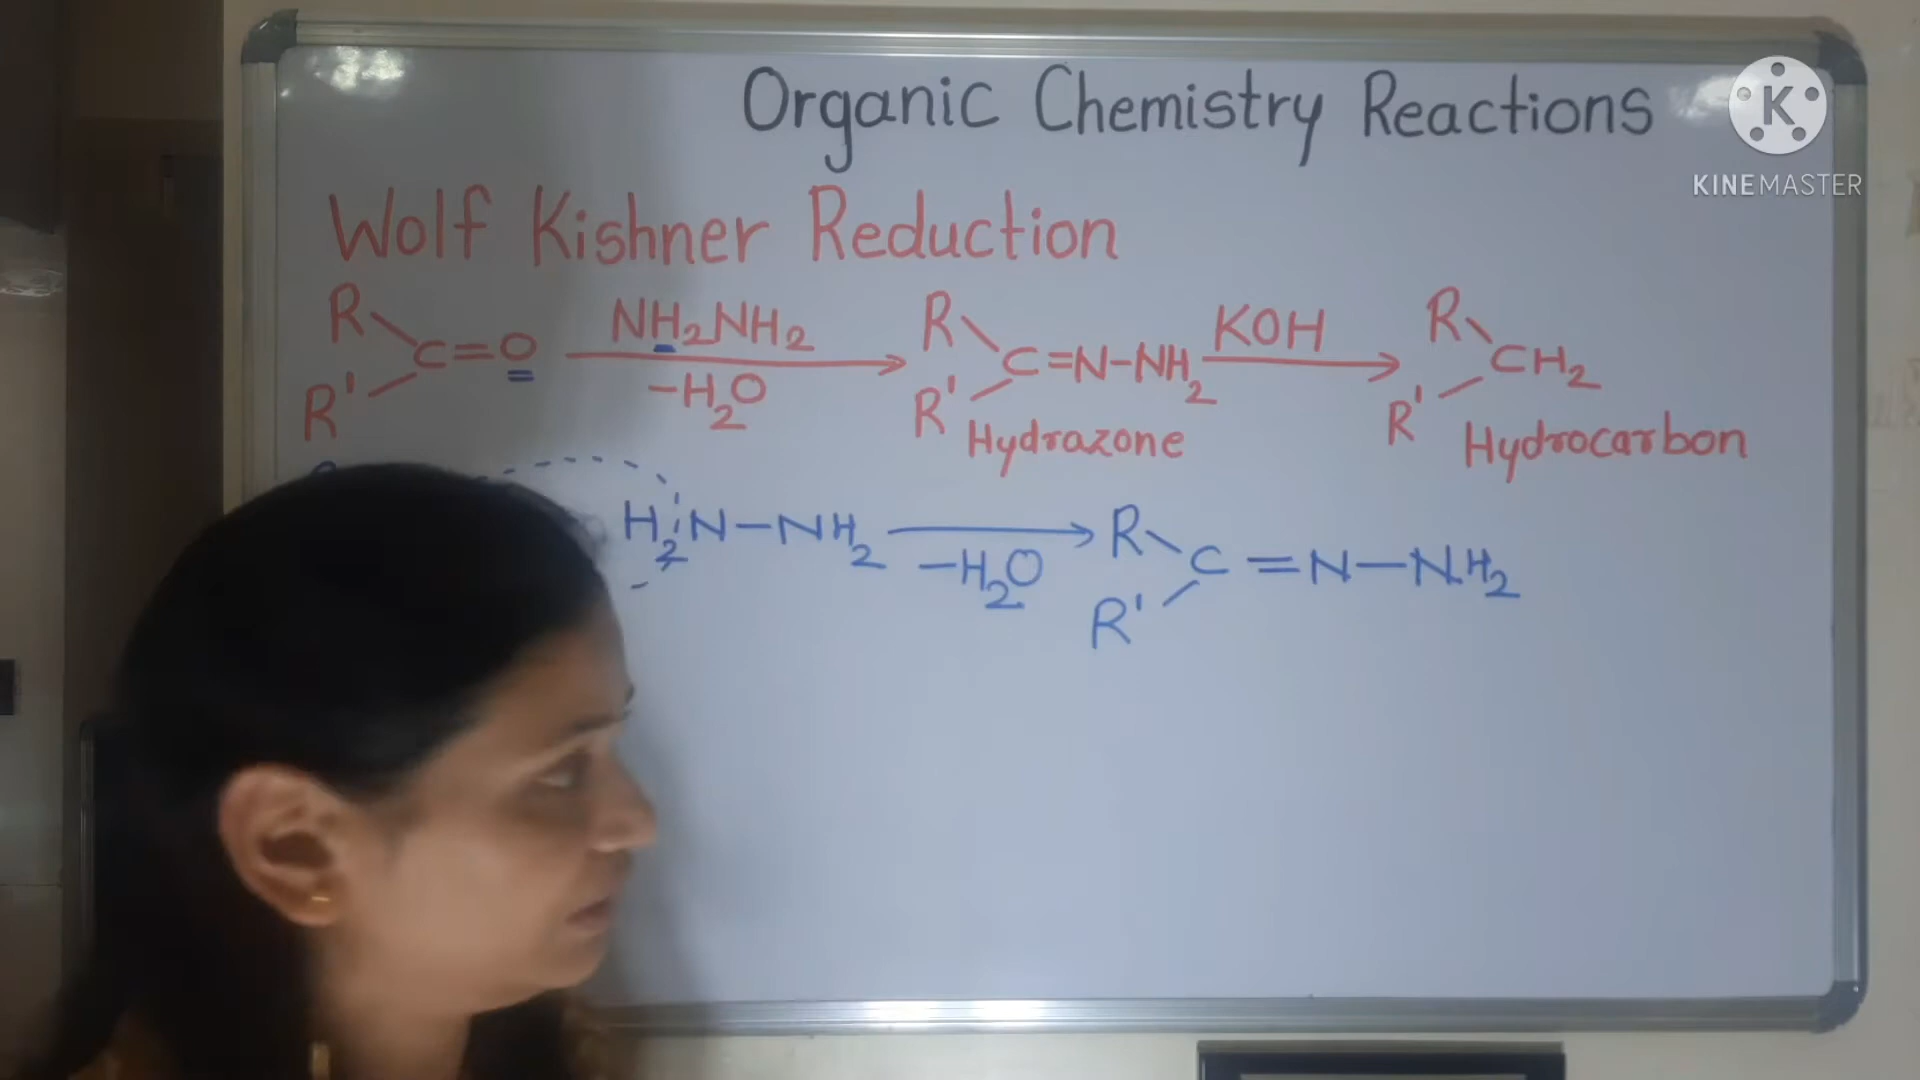 Organic Chemistry Reactions
K
KINEMASTER
Wolf Kishner Reduction
R R' C=O NH2NH2 -H2O R R' C=N-NH2 KOH R R' CH2
Hydrazone Hydrocarbon
H2N-NH2 -H2O R R' C=N-NH2